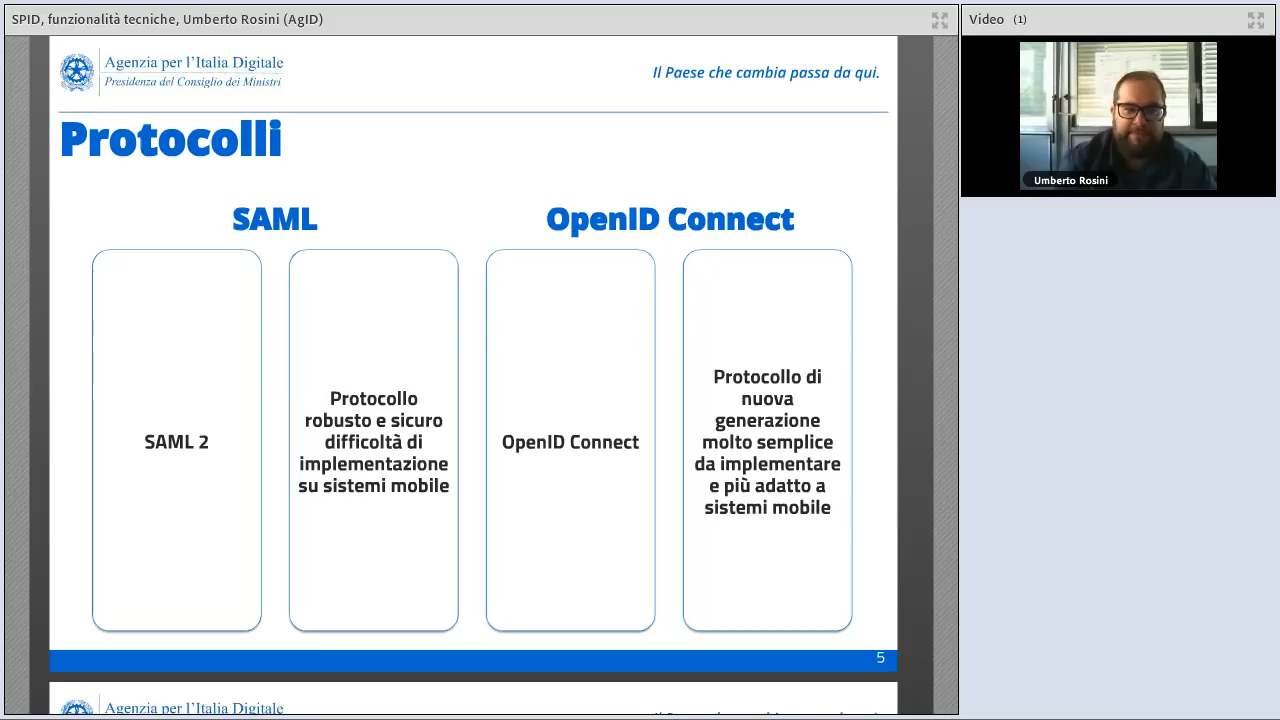 SPID, funzionalità tecniche, Umberto Rosini (AgID)
Video (1)
Agenzia per l'Italia Digitale
Presidenza del Consiglio dei Ministri
Il Paese che cambia passa da qui.
Umberto Rosini
Protocolli
SAML
OpenID Connect
SAML 2
Protocollo
robusto e sicuro
difficoltà di
implementazione
su sistemi mobile
OpenID Connect
Protocollo di
nuova
generazione
molto semplice
da implementare
e più adatto a
sistemi mobile
5
Agenzia per l'Italia Digitale